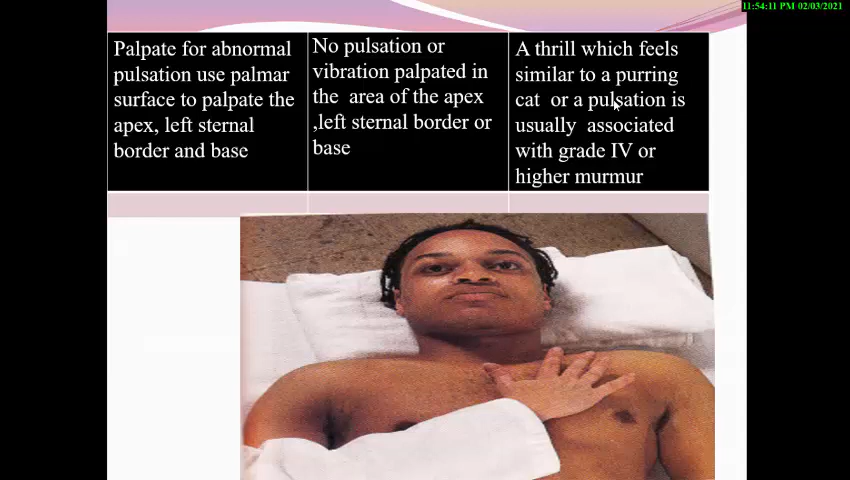 11:54:11 PM 02/03/2021
Palpate for abnormal
pulsation use palmar
surface to palpate the
apex, left sternal
border and base
No pulsation or
vibration palpated in
the area of the apex
,left sternal border or
base
A thrill which feels
similar to a purring
cat or a pulsation is
usually associated
with grade IV or
higher murmur